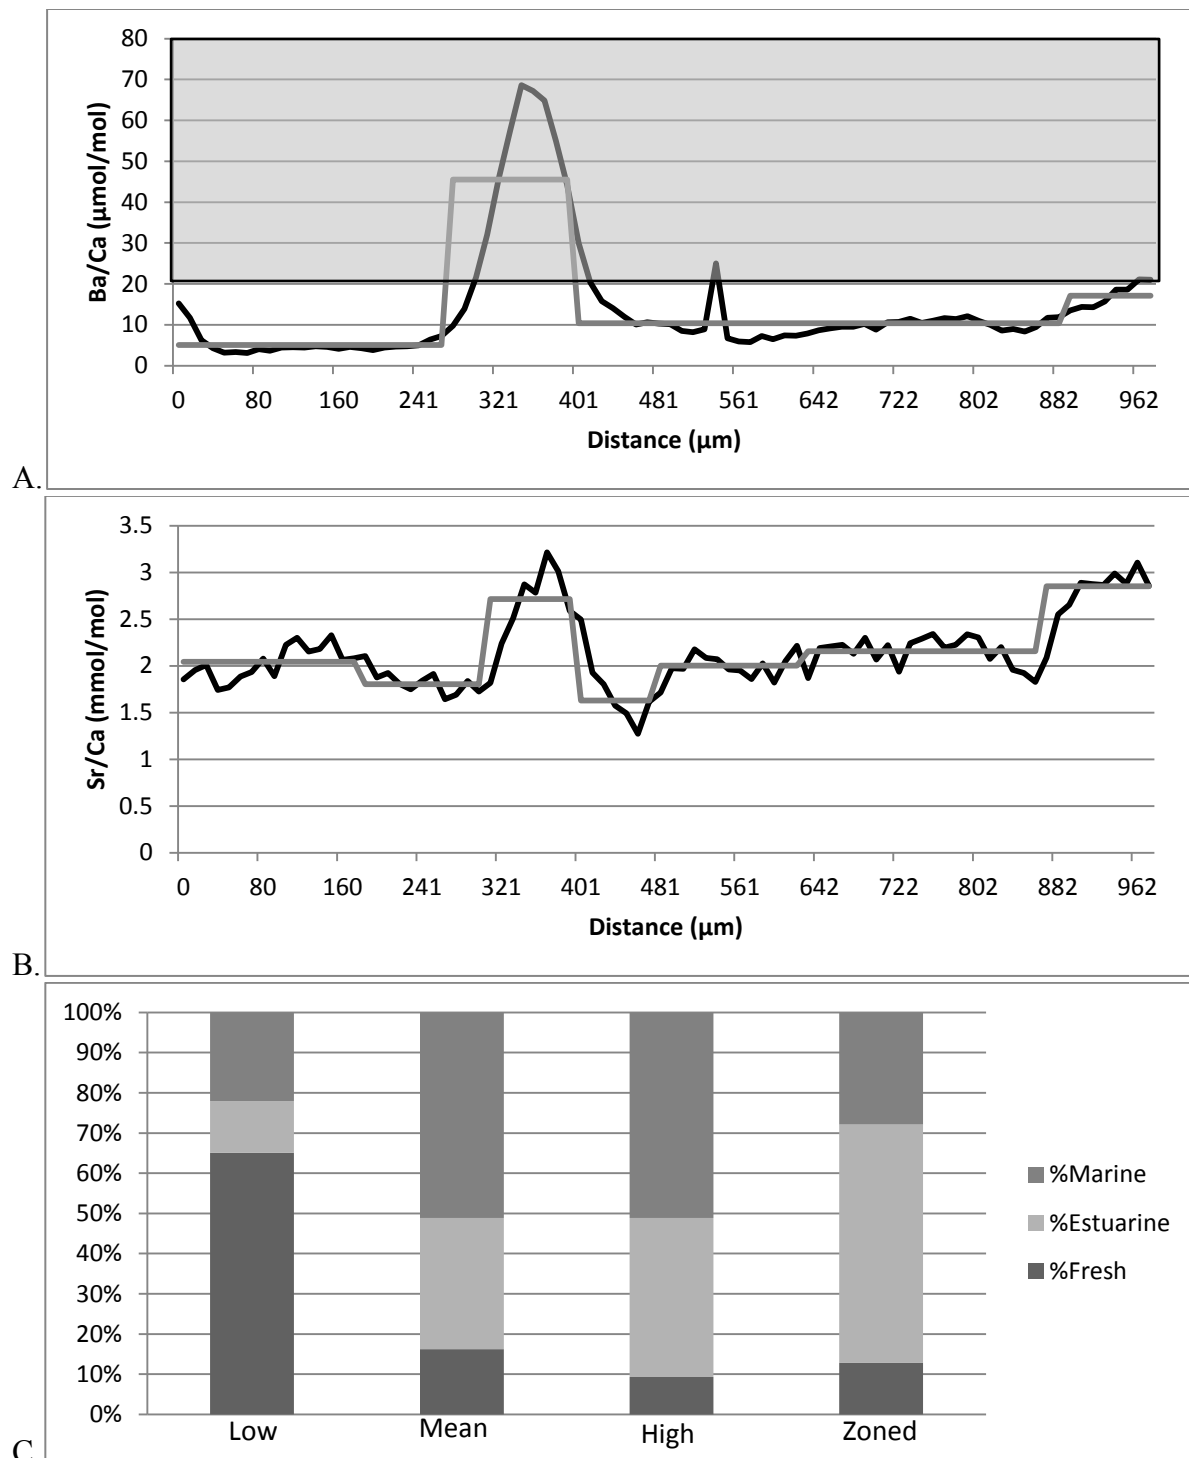 80
70
60
50
40
30
20
10
0
Ba/Ca (µmol/mol)
0 80 160 241 321 401 481 561 642 722 802 882 962
Distance (µm)
A.
3.5
3
2.5
2
1.5
1
0.5
0
Sr/Ca (mmol/mol)
0 80 160 241 321 401 481 561 642 722 802 882 962
Distance (µm)
B.
100%
90%
80%
70%
60%
50%
40%
30%
20%
10%
0%
Low Mean High Zoned
%Marine
%Estuarine
%Fresh
C